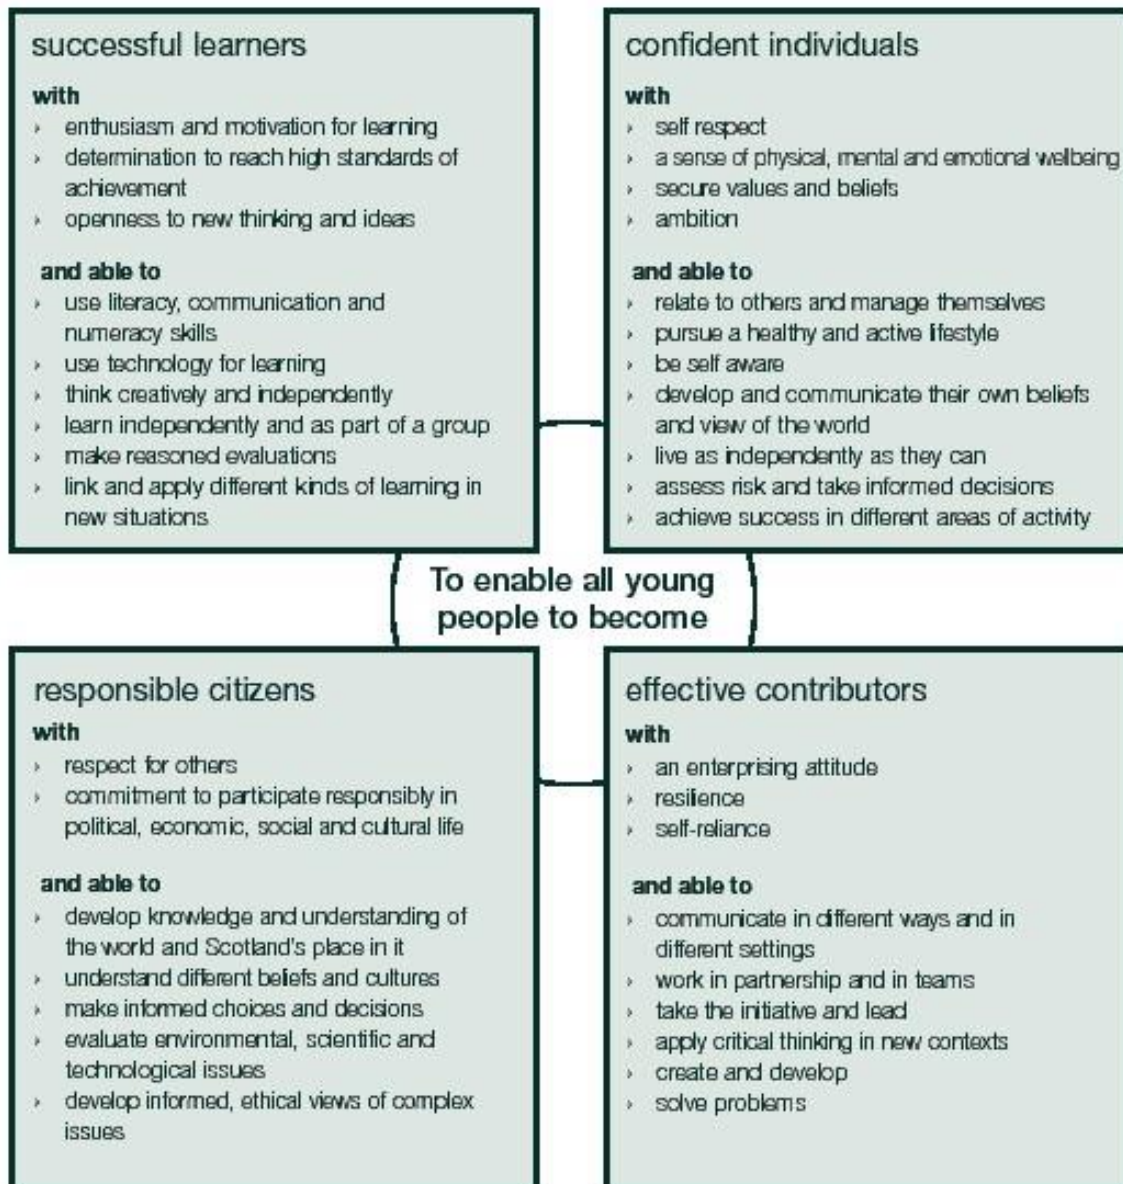 successful learners
with
› enthusiasm and motivation for learning
› determination to reach high standards of
achievement
› openness to new thinking and ideas
and able to
› use literacy, communication and
numeracy skills
› use technology for learning
› think creatively and independently
› learn independently and as part of a group
› make reasoned evaluations
› link and apply different kinds of learning in
new situations
confident individuals
with
› self respect
› a sense of physical, mental and emotional wellbeing
› secure values and beliefs
› ambition
and able to
› relate to others and manage themselves
› pursue a healthy and active lifestyle
› be self aware
› develop and communicate their own beliefs
and view of the world
› live as independently as they can
› assess risk and take informed decisions
› achieve success in different areas of activity
To enable all young
people to become
responsible citizens
with
› respect for others
› commitment to participate responsibly in
political, economic, social and cultural life
and able to
› develop knowledge and understanding of
the world and Scotland's place in it
› understand different beliefs and cultures
› make informed choices and decisions
› evaluate environmental, scientific and
technological issues
› develop informed, ethical views of complex
issues
effective contributors
with
› an enterprising attitude
› resilience
› self-reliance
and able to
› communicate in different ways and in
different settings
› work in partnership and in teams
› take the initiative and lead
› apply critical thinking in new contexts
› create and develop
› solve problems